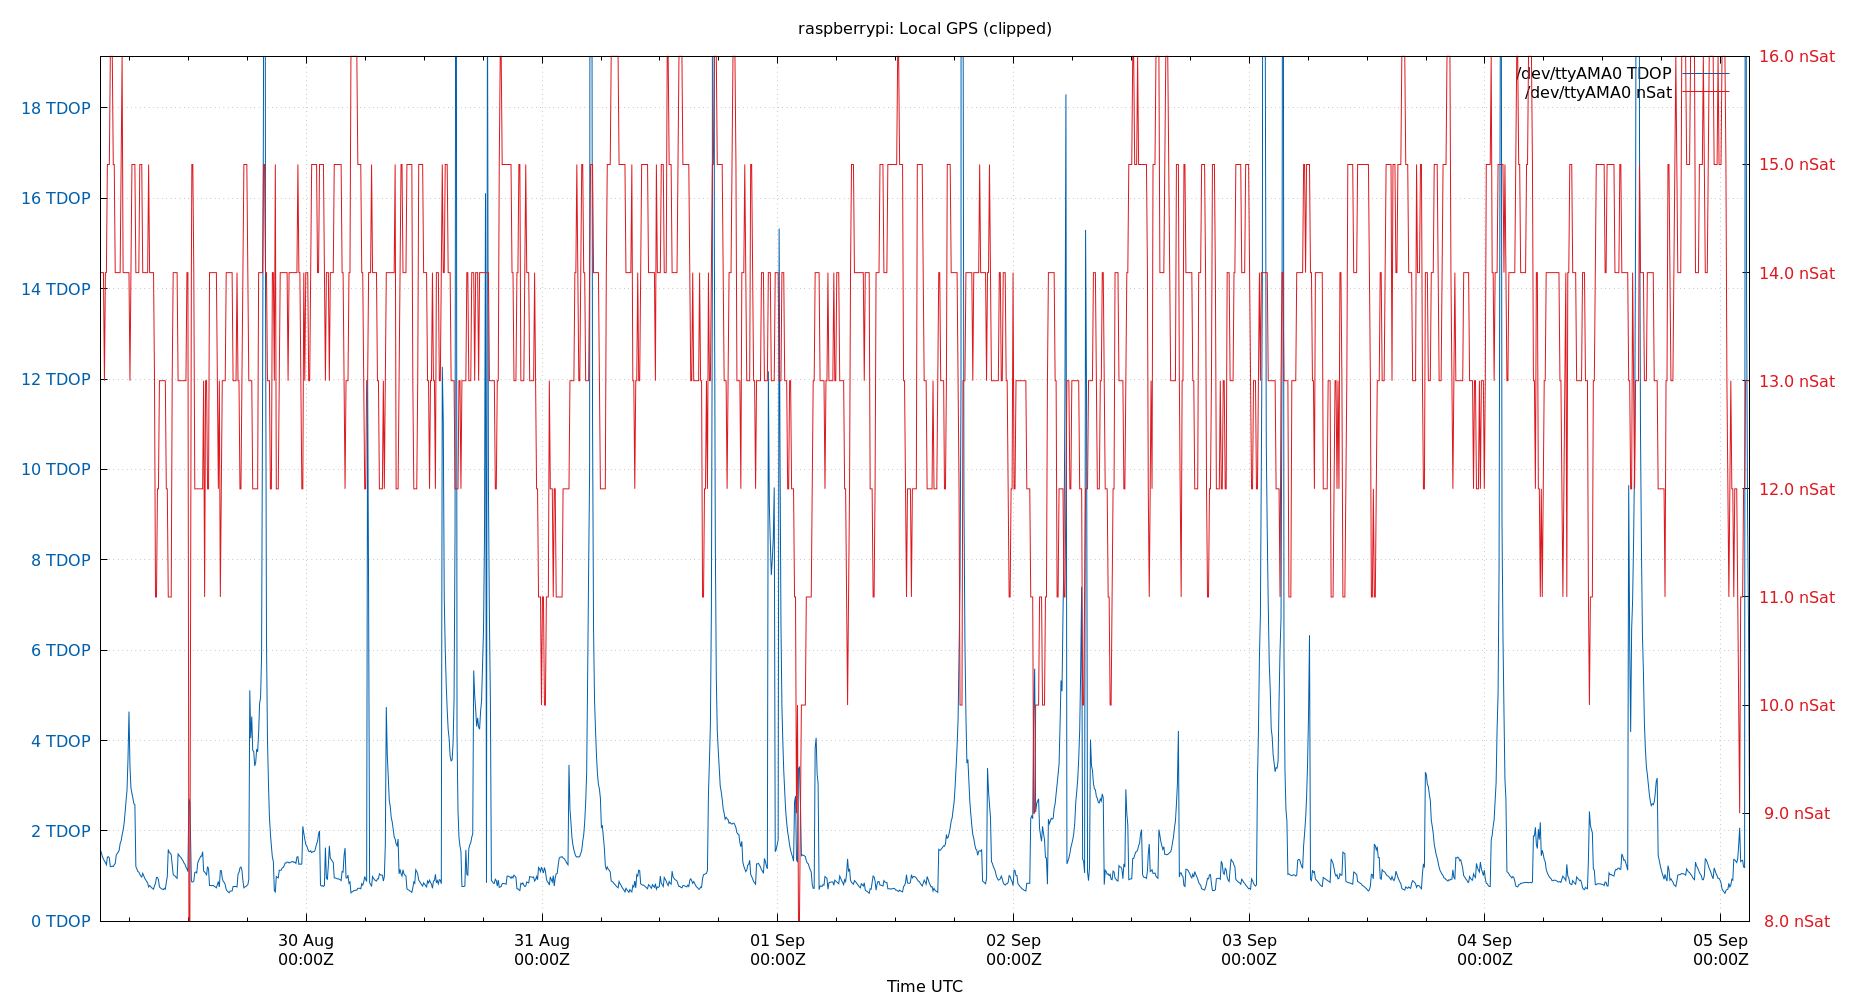 raspberrypi: Local GPS (clipped)
/dev/ttyAMA0 TDOP
/dev/ttyAMA0 nSat
18 TDOP
16 TDOP
14 TDOP
12 TDOP
10 TDOP
8 TDOP
6 TDOP
4 TDOP
2 TDOP
0 TDOP
16.0 nSat
15.0 nSat
14.0 nSat
13.0 nSat
12.0 nSat
11.0 nSat
10.0 nSat
9.0 nSat
8.0 nSat
30 Aug
00:00Z
31 Aug
00:00Z
01 Sep
00:00Z
02 Sep
00:00Z
03 Sep
00:00Z
04 Sep
00:00Z
05 Sep
00:00Z
Time UTC